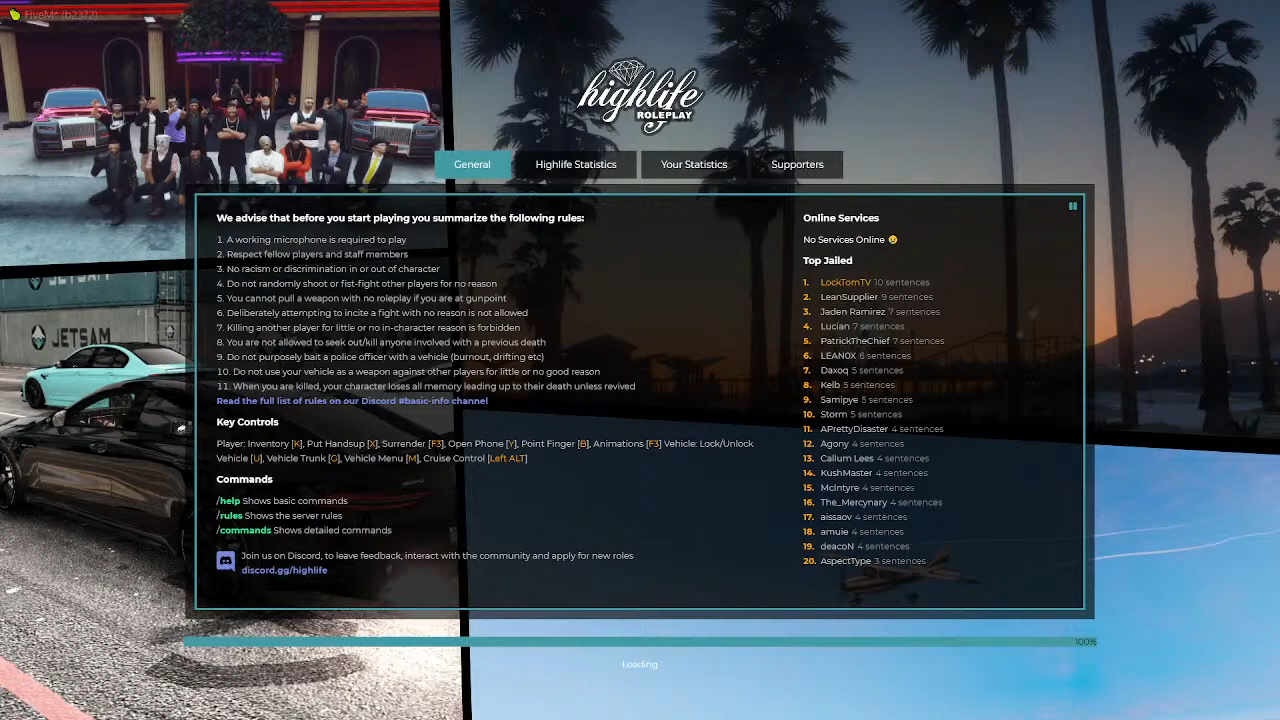 FiveM* (b2372)
highlife
ROLEPLAY
General
Highlife Statistics
Your Statistics
Supporters
We advise that before you start playing you summarize the following rules:
1. A working microphone is required to play
2. Respect fellow players and staff members
3. No racism or discrimination in or out of character
4. Do not randomly shoot or fist-fight other players for no reason
5. You cannot pull a weapon with no roleplay if you are at gunpoint
6. Deliberately attempting to incite a fight with no reason is not allowed
7. Killing another player for little or no in-character reason is forbidden
8. You are not allowed to seek out/kill anyone involved with a previous death
9. Do not purposely bait a police officer with a vehicle (burnout, drifting etc)
10. Do not use your vehicle as a weapon against other players for little or no good reason
11. When you are killed, your character loses all memory leading up to their death unless revived
Read the full list of rules on our Discord #basic-info channel
Key Controls
Player: Inventory [K], Put Handsup [X], Surrender [F3], Open Phone [Y], Point Finger [B], Animations [F3] Vehicle: Lock/Unlock
Vehicle [U], Vehicle Trunk [G], Vehicle Menu [M], Cruise Control [Left ALT]
Commands
/help Shows basic commands
/rules Shows the server rules
/commands Shows detailed commands
Join us on Discord, to leave feedback, interact with the community and apply for new roles
discord.gg/highlife
Online Services
No Services Online 😢
Top Jailed
1. LockTomTV 10 sentences
2. LeanSupplier 9 sentences
3. Jaden Ramirez 7 sentences
4. Lucian 7 sentences
5. PatrickTheChief 7 sentences
6. LEAN0X 6 sentences
7. Daxoq 5 sentences
8. Kelb 5 sentences
9. Samipye 5 sentences
10. Storm 5 sentences
11. APrettyDisaster 4 sentences
12. Agony 4 sentences
13. Callum Lees 4 sentences
14. KushMaster 4 sentences
15. McIntyre 4 sentences
16. The_Mercynary 4 sentences
17. aissaov 4 sentences
18. amuie 4 sentences
19. deacoN 4 sentences
20. AspectType 3 sentences
JETSAM
JETSAM
100%
Loading